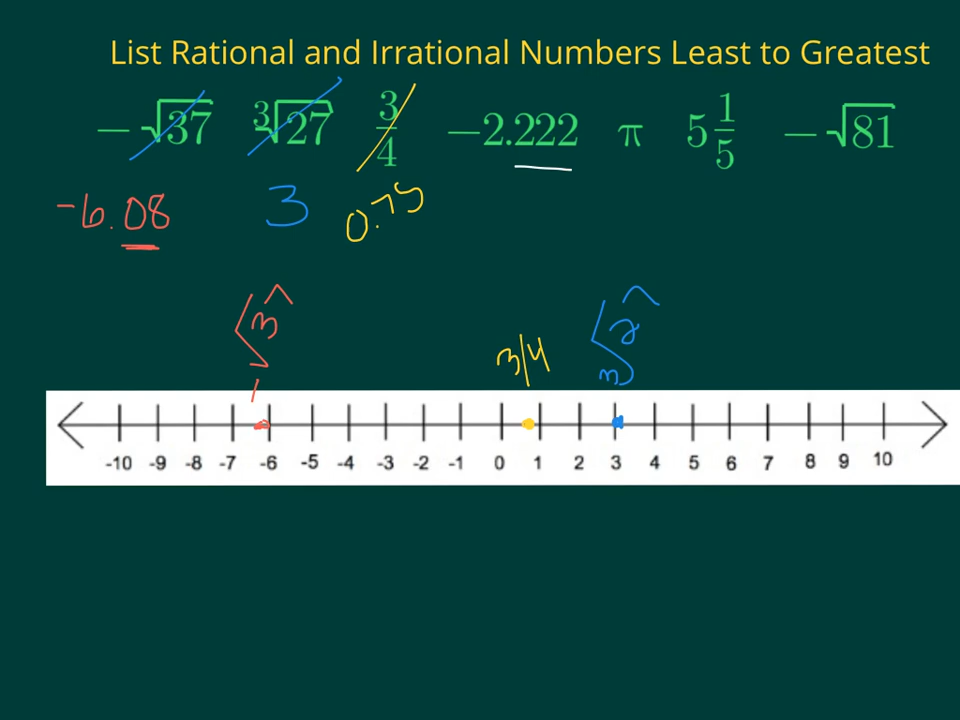 List Rational and Irrational Numbers Least to Greatest
-√37 ∛27 3/4 -2.222 π 5 1/5 -√81
-6.08 3 0.75
3/4
-10 -9 -8 -7 -6 -5 -4 -3 -2 -1 0 1 2 3 4 5 6 7 8 9 10